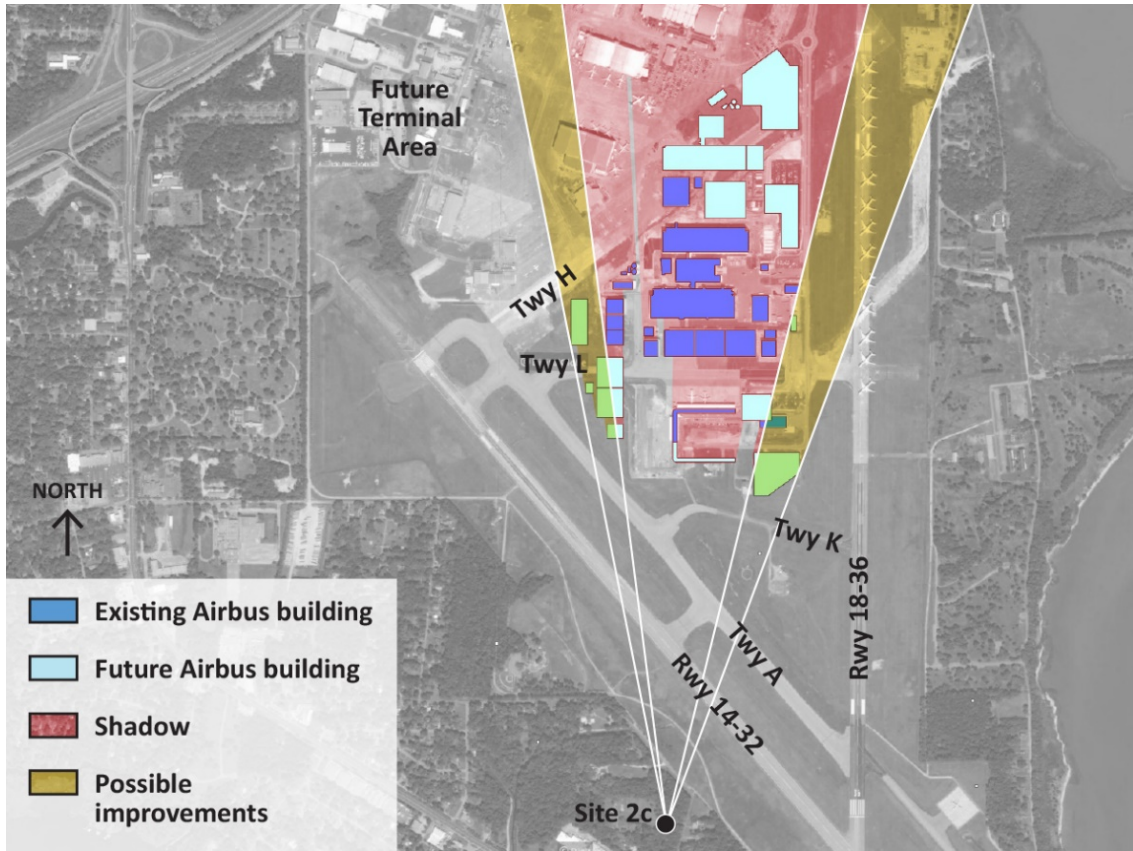 Future
Terminal
Area
Twy H
Twy L
NORTH
Twy K
Rwy 18-36
Twy A
Rwy 14-32
Existing Airbus building
Future Airbus building
Shadow
Possible
improvements
Site 2c